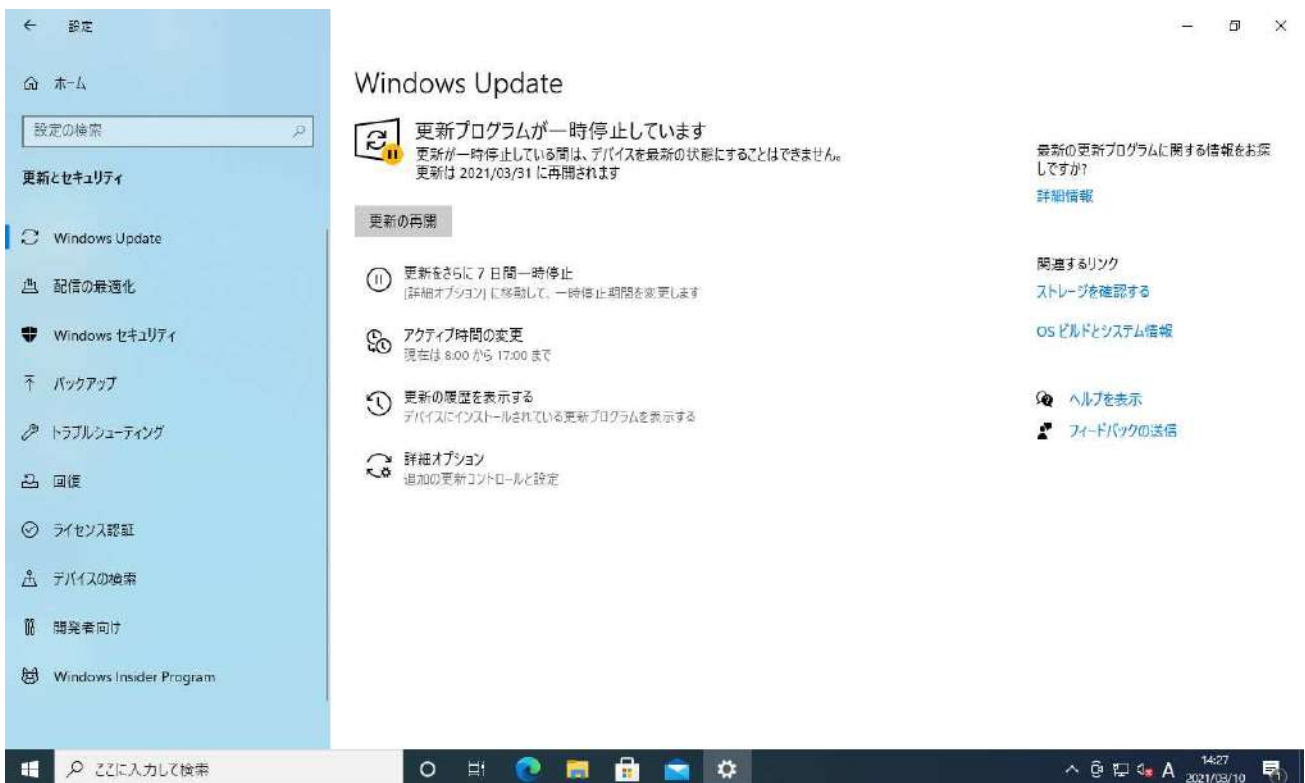 設定
ホーム
設定の検索
更新とセキュリティ
Windows Update
配信の最適化
Windows セキュリティ
バックアップ
トラブルシューティング
回復
ライセンス認証
デバイスの検索
開発者向け
Windows Insider Program
Windows Update
更新プログラムが一時停止しています
更新が一時停止している間は、デバイスを最新の状態にすることはできません。
更新は 2021/03/31 に再開されます
更新の再開
更新をさらに 7 日間一時停止
[詳細オプション] に移動して、一時停止期間を変更します
アクティブ時間の変更
現在は 8:00 から 17:00 まで
更新の履歴を表示する
デバイスにインストールされている更新プログラムを表示する
詳細オプション
追加の更新コントロールと設定
最新の更新プログラムに関する情報をお探
しですか?
詳細情報
関連するリンク
ストレージを確認する
OS ビルドとシステム情報
ヘルプを表示
フィードバックの送信
ここに入力して検索
A
14:27
2021/03/10
1